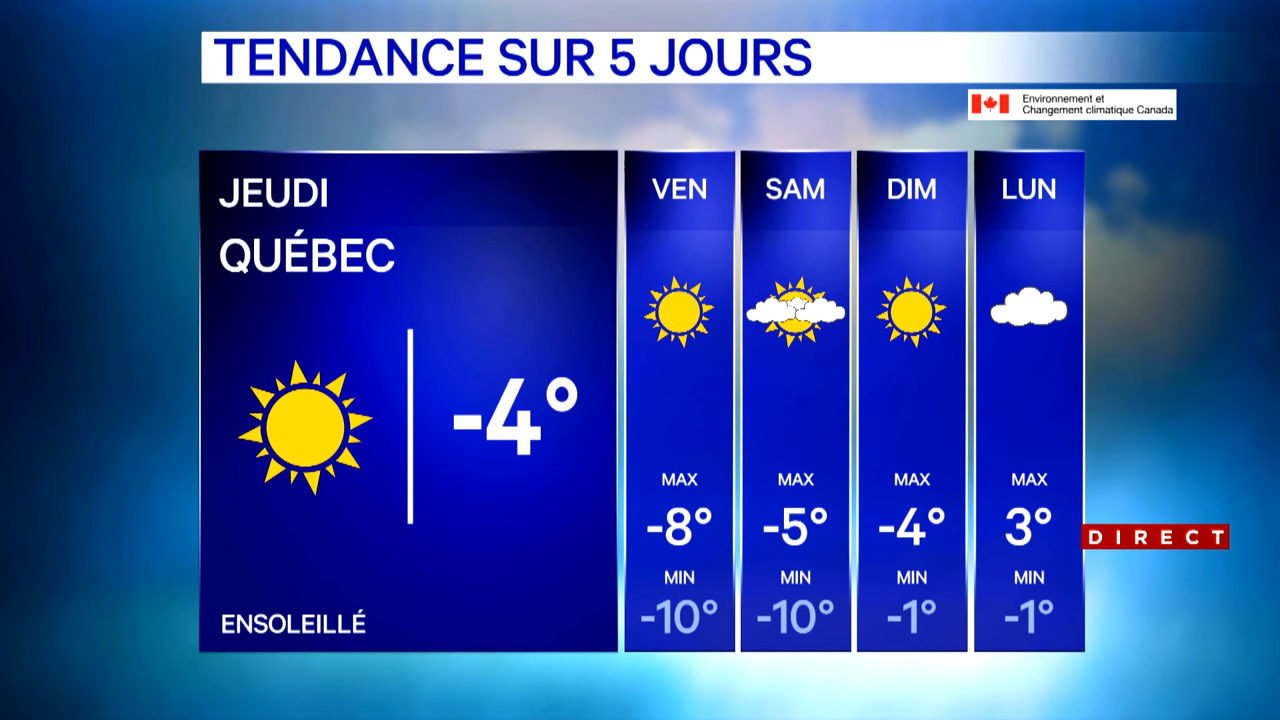 TENDANCE SUR 5 JOURS
Environnement et
Changement climatique Canada
JEUDI
QUÉBEC
-4°
ENSOLEILLÉ
VEN
MAX
-8°
MIN
-10°
SAM
MAX
-5°
MIN
-10°
DIM
MAX
-4°
MIN
-1°
LUN
MAX
3°
MIN
-1°
DIRECT